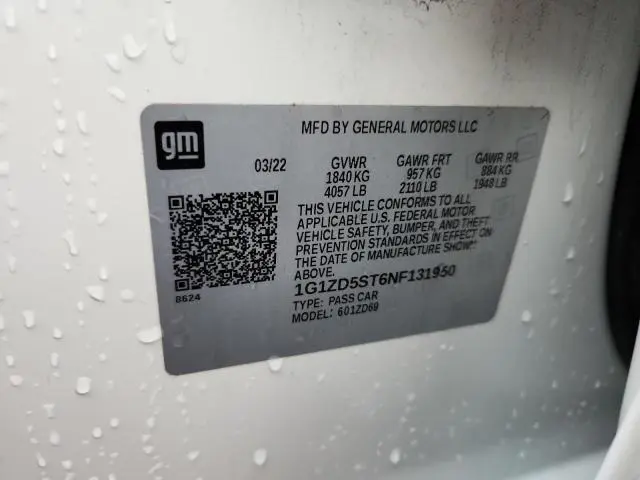 gm
MFD BY GENERAL MOTORS LLC
03/22 GVWR GAWR FRT GAWR RR
1840 KG 957 KG 884 KG
4057 LB 2110 LB 1948 LB
THIS VEHICLE CONFORMS TO ALL
APPLICABLE U.S. FEDERAL MOTOR
VEHICLE SAFETY, BUMPER, AND THEFT
PREVENTION STANDARDS IN EFFECT ON
THE DATE OF MANUFACTURE SHOWN
ABOVE.
1G1ZD5ST6NF131950
TYPE: PASS CAR
MODEL: 601ZD69
8624